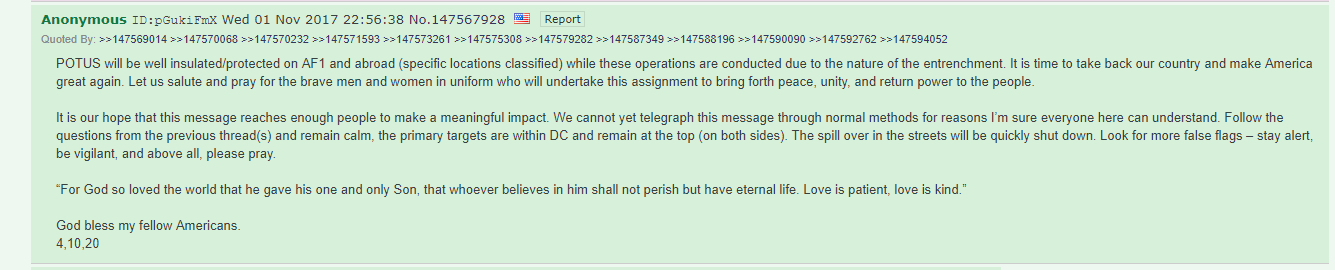 Anonymous ID:pGukiFmX Wed 01 Nov 2017 22:56:38 No.147567928 Report
Quoted By: >>147569014 >>147570068 >>147570232 >>147571593 >>147573261 >>147575308 >>147579282 >>147587349 >>147588196 >>147590090 >>147592762 >>147594052
POTUS will be well insulated/protected on AF1 and abroad (specific locations classified) while these operations are conducted due to the nature of the entrenchment. It is time to take back our country and make America
great again. Let us salute and pray for the brave men and women in uniform who will undertake this assignment to bring forth peace, unity, and return power to the people.
It is our hope that this message reaches enough people to make a meaningful impact. We cannot yet telegraph this message through normal methods for reasons I’m sure everyone here can understand. Follow the
questions from the previous thread(s) and remain calm, the primary targets are within DC and remain at the top (on both sides). The spill over in the streets will be quickly shut down. Look for more false flags – stay alert,
be vigilant, and above all, please pray.
“For God so loved the world that he gave his one and only Son, that whoever believes in him shall not perish but have eternal life. Love is patient, love is kind.”
God bless my fellow Americans.
4,10,20